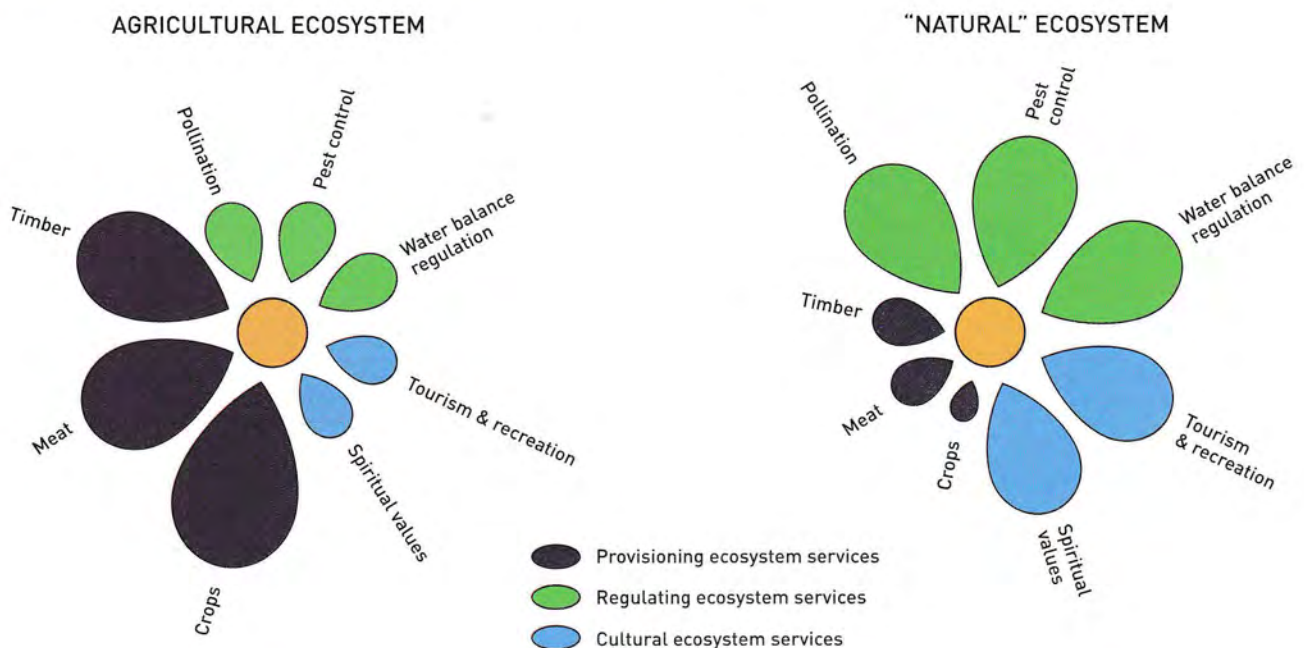 AGRICULTURAL ECOSYSTEM
Pollination
Pest control
Timber
Water balance
regulation
Meat
Tourism & recreation
Spiritual values
Crops
“NATURAL” ECOSYSTEM
Pollination
Pest
control
Water balance
regulation
Timber
Meat
Crops
Tourism
& recreation
Spiritual
values
Provisioning ecosystem services
Regulating ecosystem services
Cultural ecosystem services